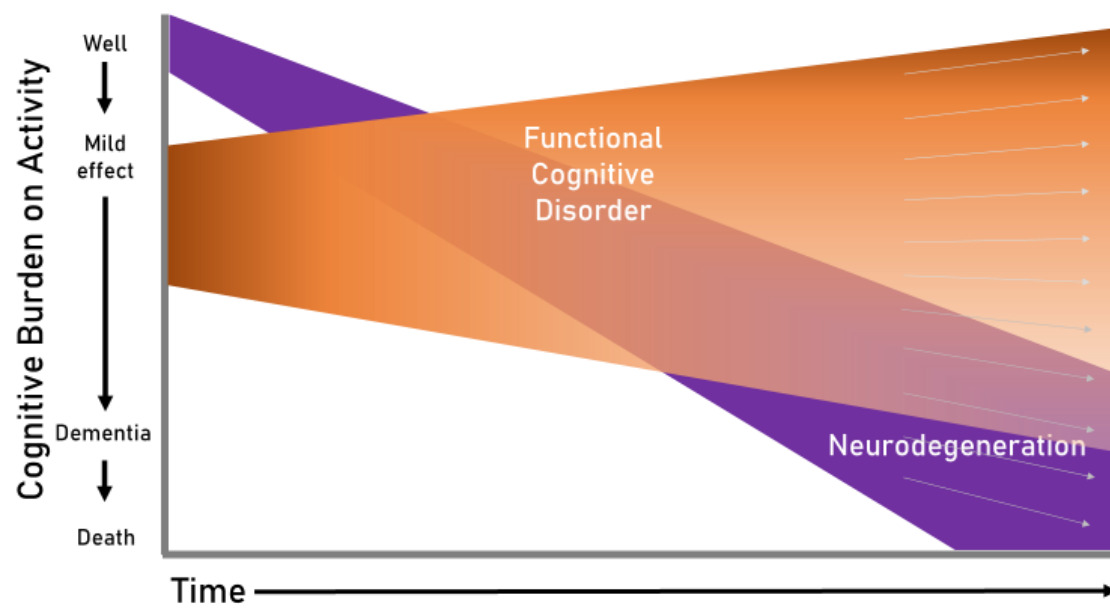 Cognitive Burden on Activity
Well
Mild
effect
Dementia
Death
Functional
Cognitive
Disorder
Neurodegeneration
Time